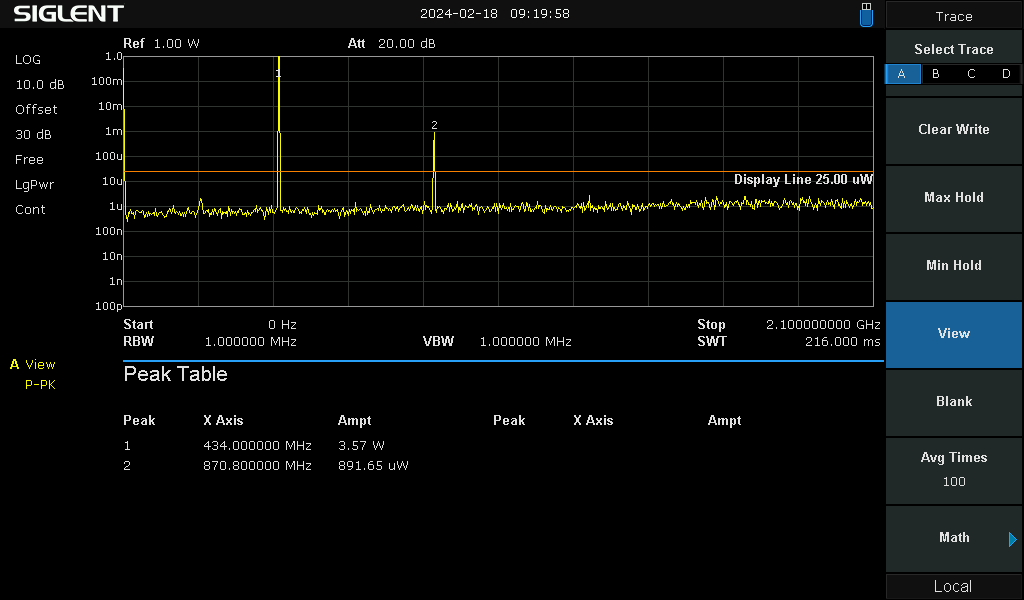 SIGLENT
2024-02-18 09:19:58
Trace
Ref 1.00 W
Att 20.00 dB
Select Trace
A B C D
LOG
10.0 dB
Offset
30 dB
Free
LgPwr
Cont
1.0
100m
10m
1m
100u
10u
1u
100n
10n
1n
100p
1
2
Display Line 25.00 uW
Start 0 Hz
Stop 2.100000000 GHz
RBW 1.000000 MHz
VBW 1.000000 MHz
SWT 216.000 ms
A View
P-PK
Peak Table
Peak X Axis Ampt Peak X Axis Ampt
1 434.000000 MHz 3.57 W
2 870.800000 MHz 891.65 uW
Clear Write
Max Hold
Min Hold
View
Blank
Avg Times
100
Math
Local